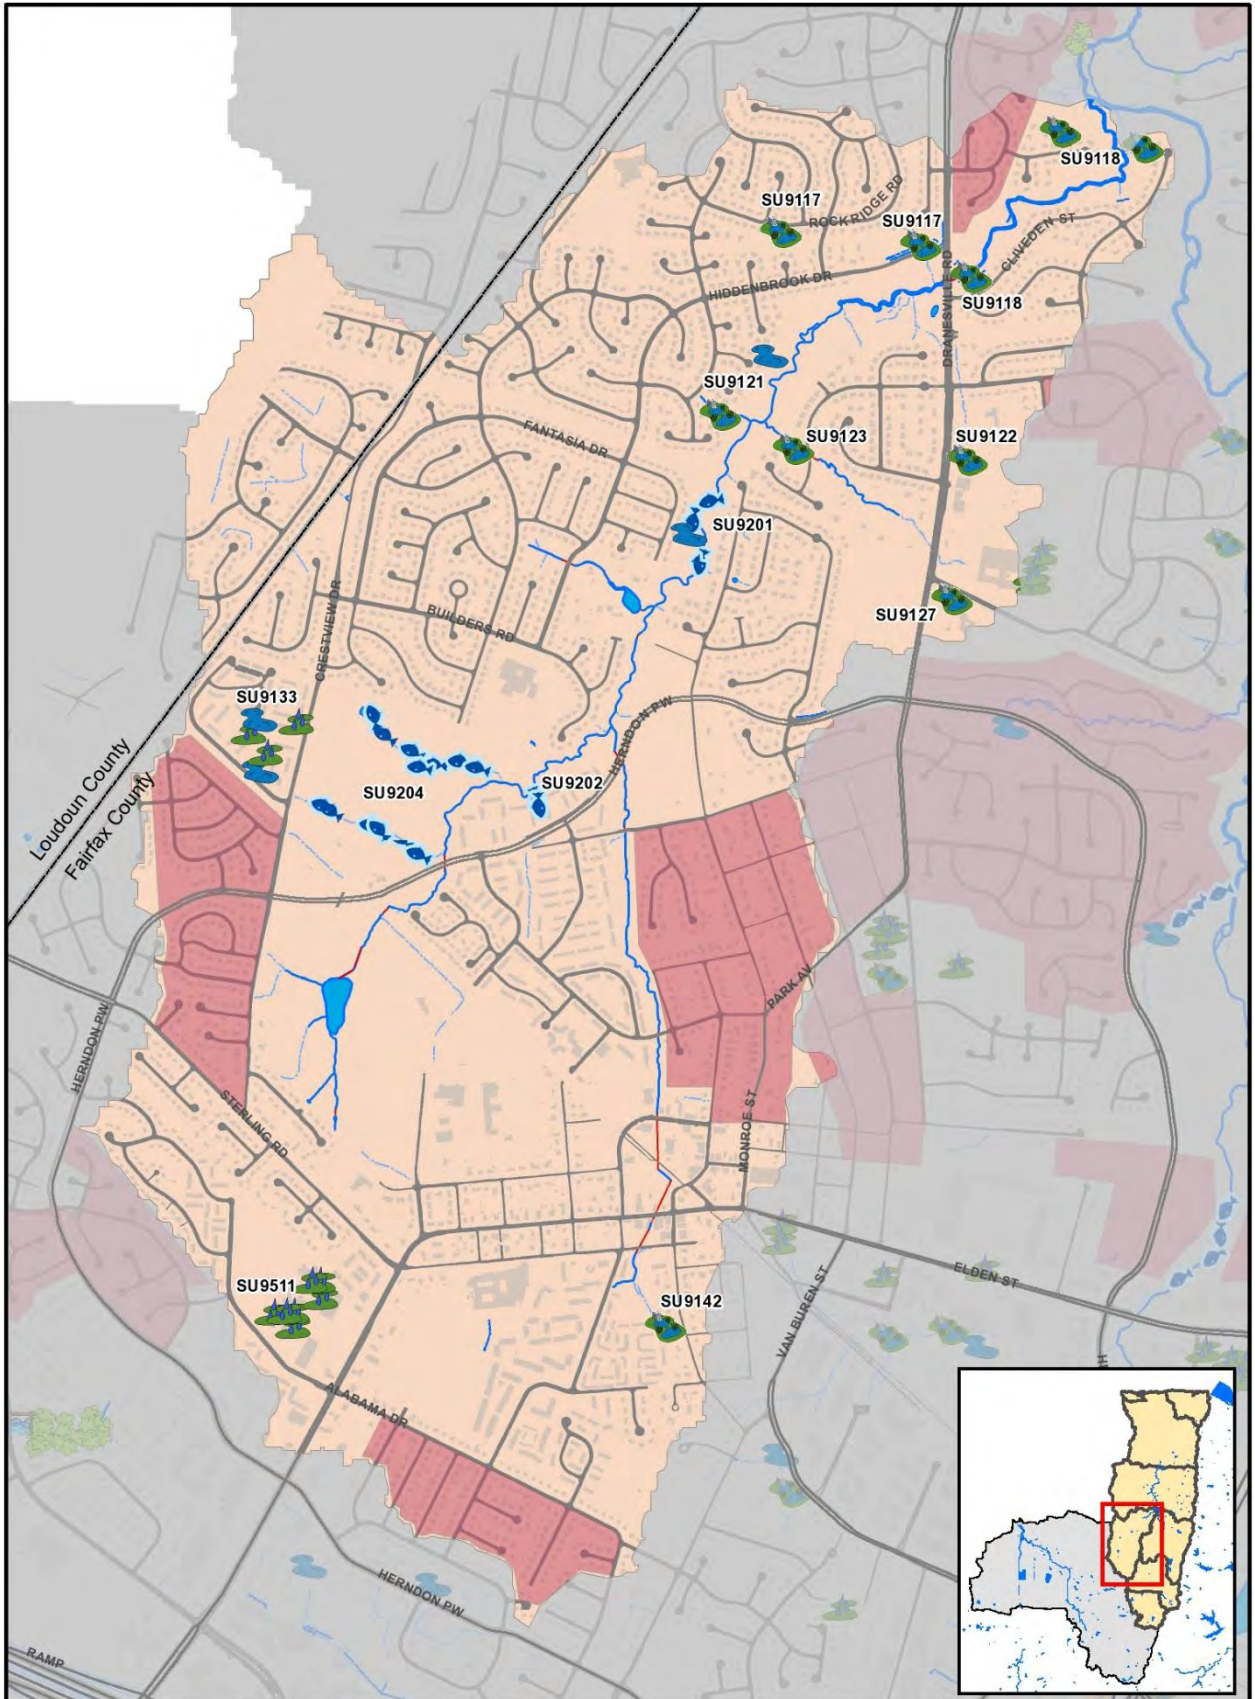 SU9118
SU9117
ROCK RIDGE RD
SU9117
CLIVEDEN ST
HIDDENBROOK DR
SU9118
DRANESVILLE RD
SU9121
FANTASIA DR
SU9123
SU9122
SU9201
CRESTVIEW DR
BUILDERS RD
SU9127
SU9133
HERNDON PW
Loudoun County
Fairfax County
SU9204
SU9202
PARK AV
HERNDON PW
STERLING RD
MONROE ST
SU9511
ELDEN ST
SU9142
VAN BUREN ST
HI
ALABAMA DR
HERNDON PW
RAMP